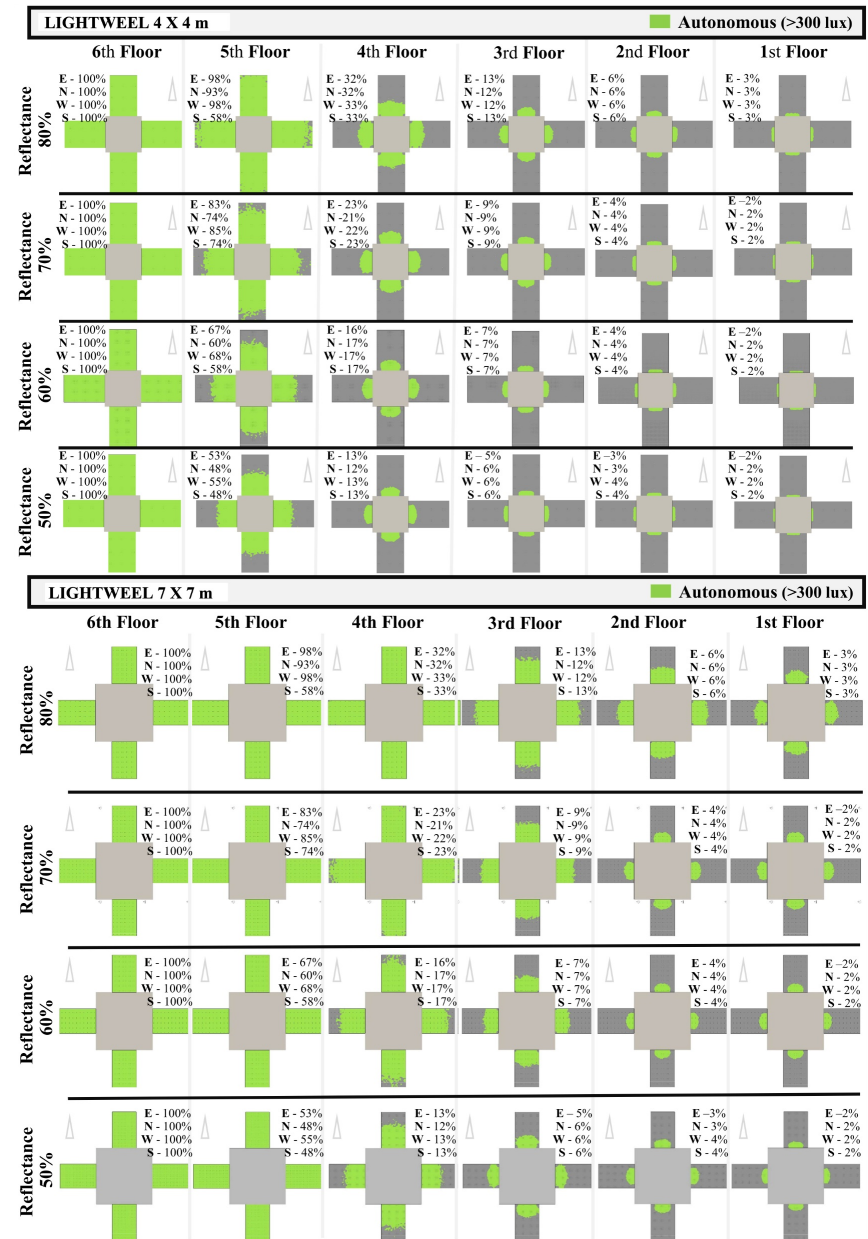 LIGHTWEEL 4 X 4 m
Autonomous (>300 lux)
6th Floor
5th Floor
4th Floor
3rd Floor
2nd Floor
1st Floor
Reflectance
80%
E - 100%
N - 100%
W - 100%
S - 100%
E - 98%
N - 93%
W - 98%
S - 58%
E - 32%
N -32%
W - 33%
S - 33%
E - 13%
N -12%
W - 12%
S - 13%
E - 6%
N - 6%
W - 6%
S - 6%
E - 3%
N - 3%
W - 3%
S - 3%
Reflectance
70%
E - 100%
N - 100%
W - 100%
S - 100%
E - 83%
N -74%
W - 85%
S - 74%
E - 23%
N -21%
W - 22%
S - 23%
E - 9%
N -9%
W - 9%
S - 9%
E - 4%
N - 4%
W - 4%
S - 4%
E –2%
N - 2%
W - 2%
S - 2%
Reflectance
60%
E - 100%
N - 100%
W - 100%
S - 100%
E - 67%
N - 60%
W - 68%
S - 58%
E - 16%
N - 17%
W -17%
S - 17%
E - 7%
N - 7%
W - 7%
S - 7%
E - 4%
N - 4%
W - 4%
S - 4%
E –2%
N - 2%
W - 2%
S - 2%
Reflectance
50%
E - 100%
N - 100%
W - 100%
S - 100%
E - 53%
N - 48%
W - 55%
S - 48%
E - 13%
N - 12%
W - 13%
S - 13%
E – 5%
N - 6%
W - 6%
S - 6%
E –3%
N - 3%
W - 4%
S - 4%
E –2%
N - 2%
W - 2%
S - 2%
LIGHTWEEL 7 X 7 m
Autonomous (>300 lux)
6th Floor
5th Floor
4th Floor
3rd Floor
2nd Floor
1st Floor
Reflectance
80%
E - 100%
N - 100%
W - 100%
S - 100%
E - 98%
N -93%
W - 98%
S - 58%
E - 32%
N -32%
W - 33%
S - 33%
E - 13%
N -12%
W - 12%
S - 13%
E - 6%
N - 6%
W - 6%
S - 6%
E - 3%
N - 3%
W - 3%
S - 3%
Reflectance
70%
E - 100%
N - 100%
W - 100%
S - 100%
E - 83%
N -74%
W - 85%
S - 74%
E - 23%
N -21%
W - 22%
S - 23%
E - 9%
N -9%
W - 9%
S - 9%
E - 4%
N - 4%
W - 4%
S - 4%
E –2%
N - 2%
W - 2%
S - 2%
Reflectance
60%
E - 100%
N - 100%
W - 100%
S - 100%
E - 67%
N - 60%
W - 68%
S - 58%
E - 16%
N - 17%
W -17%
S - 17%
E - 7%
N - 7%
W - 7%
S - 7%
E - 4%
N - 4%
W - 4%
S - 4%
E –2%
N - 2%
W - 2%
S - 2%
Reflectance
50%
E - 100%
N - 100%
W - 100%
S - 100%
E - 53%
N - 48%
W - 55%
S - 48%
E - 13%
N - 12%
W - 13%
S - 13%
E – 5%
N - 6%
W - 6%
S - 6%
E –3%
N - 3%
W - 4%
S - 4%
E –2%
N - 2%
W - 2%
S - 2%